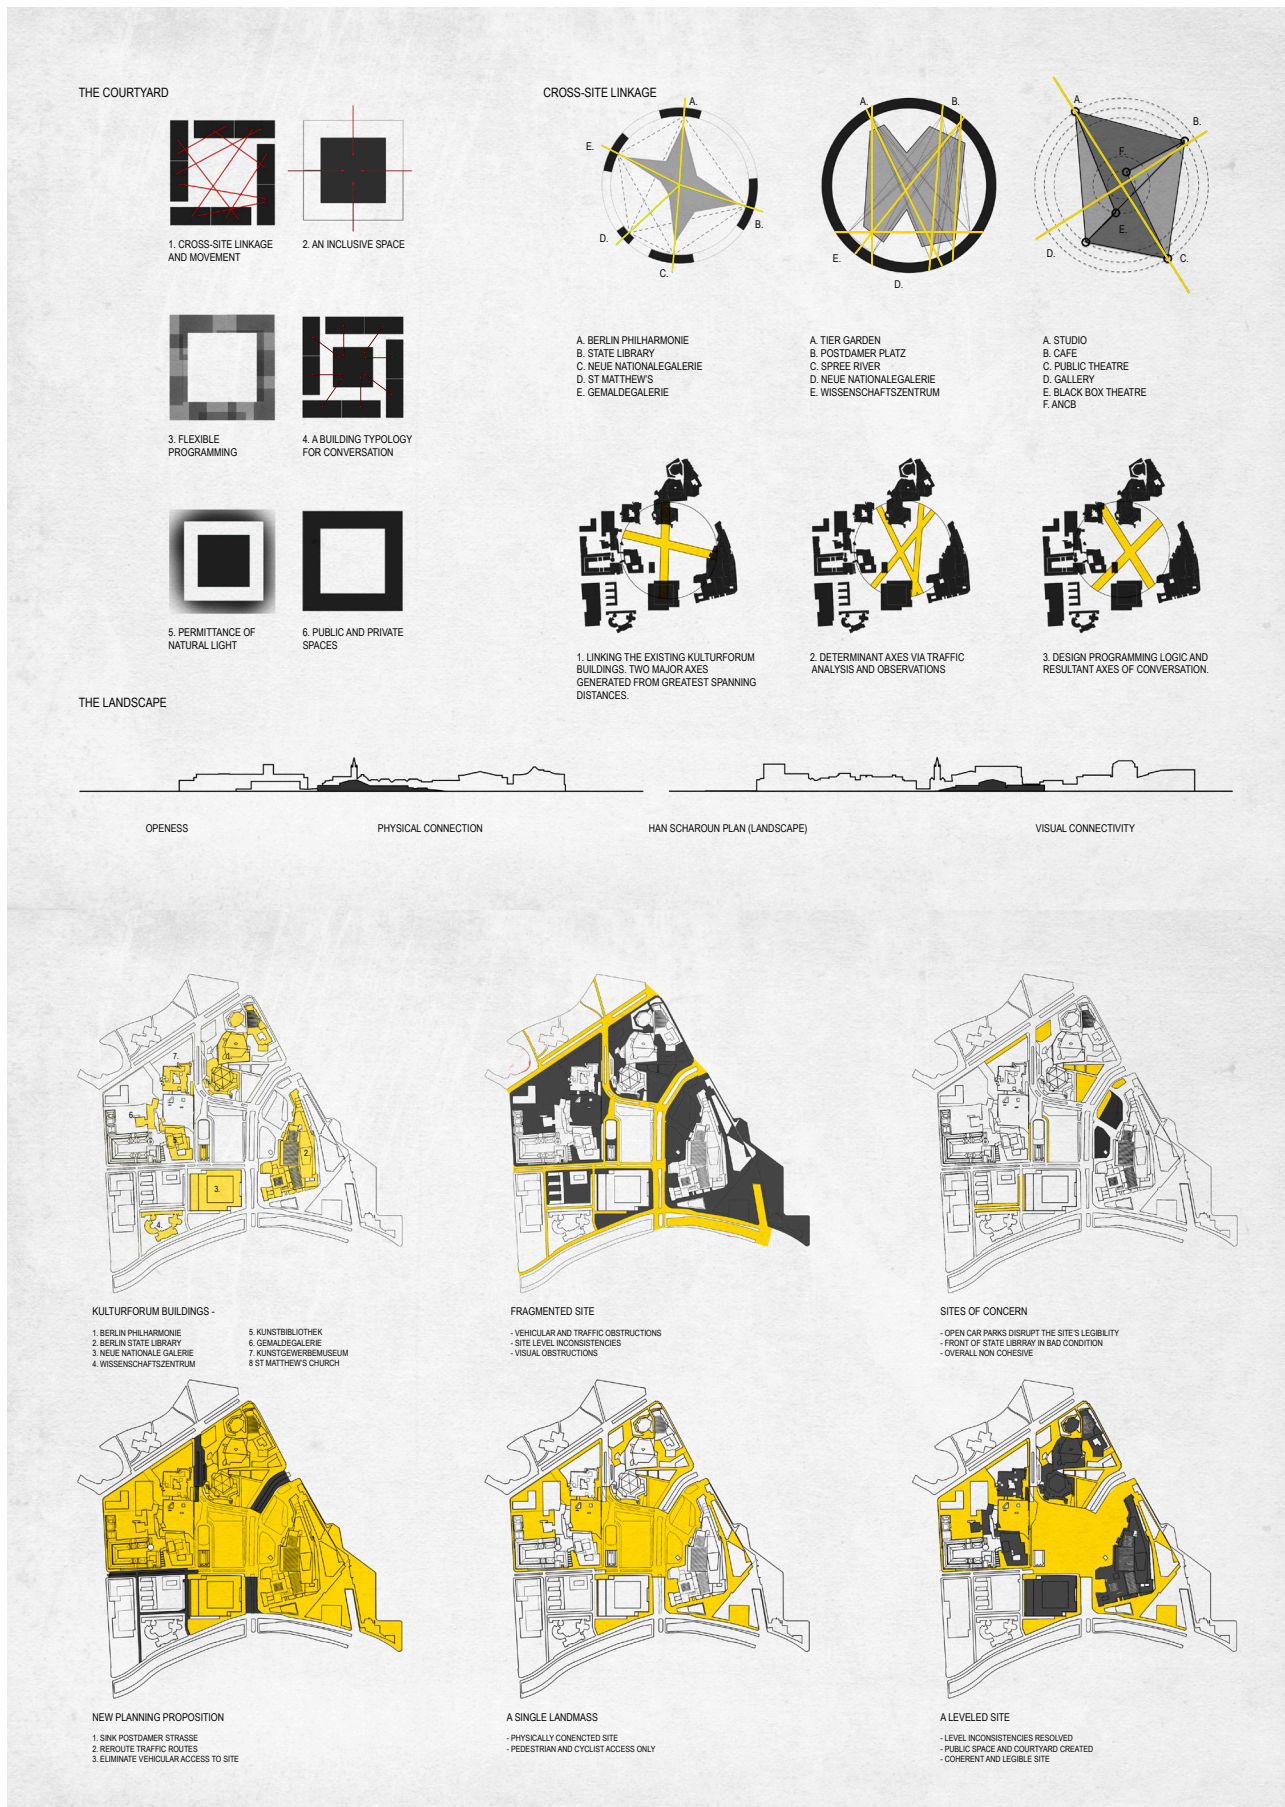 THE COURTYARD
1. CROSS-SITE LINKAGE
AND MOVEMENT
2. AN INCLUSIVE SPACE
3. FLEXIBLE
PROGRAMMING
4. A BUILDING TYPOLOGY
FOR CONVERSATION
5. PERMITTANCE OF
NATURAL LIGHT
6. PUBLIC AND PRIVATE
SPACES
CROSS-SITE LINKAGE
A.
E.
B.
D.
C.
A.
B.
E.
D.
A.
B.
F.
E.
D.
C.
A. BERLIN PHILHARMONIE
B. STATE LIBRARY
C. NEUE NATIONALEGALERIE
D. ST MATTHEW'S
E. GEMALDEGALERIE
A. TIER GARDEN
B. POSTDAMER PLATZ
C. SPREE RIVER
D. NEUE NATIONALEGALERIE
E. WISSENSCHAFTSZENTRUM
A. STUDIO
B. CAFE
C. PUBLIC THEATRE
D. GALLERY
E. BLACK BOX THEATRE
F. ANCB
1. LINKING THE EXISTING KULTURFORUM
BUILDINGS. TWO MAJOR AXES
GENERATED FROM GREATEST SPANNING
DISTANCES.
2. DETERMINANT AXES VIA TRAFFIC
ANALYSIS AND OBSERVATIONS
3. DESIGN PROGRAMMING LOGIC AND
RESULTANT AXES OF CONVERSATION.
THE LANDSCAPE
OPENESS
PHYSICAL CONNECTION
HAN SCHAROUN PLAN (LANDSCAPE)
VISUAL CONNECTIVITY
1.
7.
6.
5.
2.
3.
4.
KULTURFORUM BUILDINGS -
1. BERLIN PHILHARMONIE
2. BERLIN STATE LIBRARY
3. NEUE NATIONALE GALERIE
4. WISSENSCHAFTSZENTRUM
5. KUNSTBIBLIOTHEK
6. GEMALDEGALERIE
7. KUNSTGEWERBEMUSEUM
8 ST MATTHEW'S CHURCH
FRAGMENTED SITE
- VEHICULAR AND TRAFFIC OBSTRUCTIONS
- SITE LEVEL INCONSISTENCIES
- VISUAL OBSTRUCTIONS
SITES OF CONCERN
- OPEN CAR PARKS DISRUPT THE SITE'S LEGIBILITY
- FRONT OF STATE LIBRRAY IN BAD CONDITION
- OVERALL NON COHESIVE
NEW PLANNING PROPOSITION
1. SINK POSTDAMER STRASSE
2. REROUTE TRAFFIC ROUTES
3. ELIMINATE VEHICULAR ACCESS TO SITE
A SINGLE LANDMASS
- PHYSICALLY CONENCTED SITE
- PEDESTRIAN AND CYCLIST ACCESS ONLY
A LEVELED SITE
- LEVEL INCONSISTENCIES RESOLVED
- PUBLIC SPACE AND COURTYARD CREATED
- COHERENT AND LEGIBLE SITE